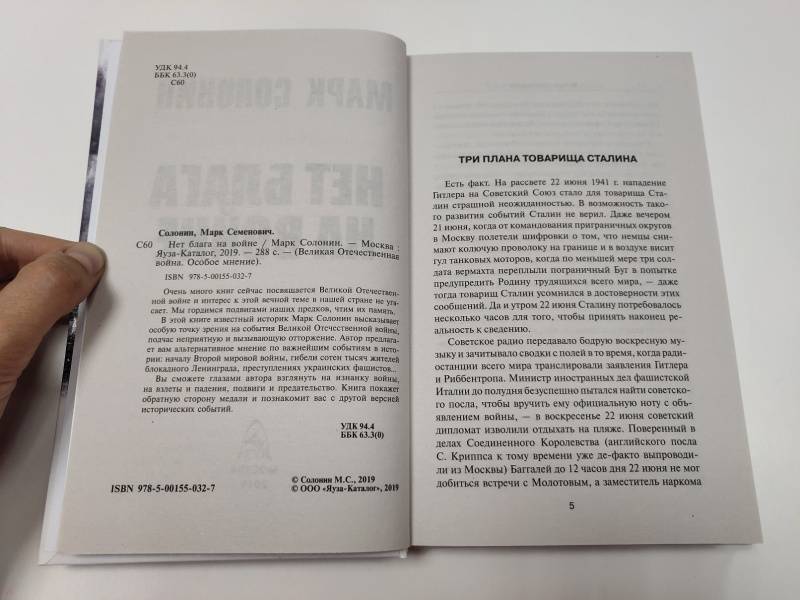 УДК 94.4
ББК 63.3(0)
С60
МАРК СОЛОНИН
НЕТ БЛАГА
НА ВОЙНЕ
Солонин, Марк Семенович.
С60 Нет блага на войне / Марк Солонин. — Москва :
Яуза-Каталог, 2019. — 288 с. — (Великая Отечественная
война. Особое мнение).
ISBN 978-5-00155-032-7
Очень много книг сейчас посвящается Великой Отечествен-
ной войне и интерес к этой вечной теме в нашей стране не уга-
сает. Мы гордимся подвигами наших предков, чтим их память.
В этой книге известный историк Марк Солонин высказывает
особую точку зрения на события Великой Отечественной войны,
подчас неприятную и вызывающую отторжение. Автор предлага-
ет вам альтернативное мнение по важнейшим событиям в исто-
рии: началу Второй мировой войны, гибели сотен тысяч жителей
блокадного Ленинграда, преступлениях украинских фашистов...
Вы сможете глазами автора взглянуть на изнанку войны,
на взлеты и падения, подвиги и предательство. Книга покажет
обратную сторону медали и познакомит вас с другой версией
исторических событий.
УДК 94.4
ББК 63.3(0)
© Солонин М.С., 2019
ISBN 978-5-00155-032-7 © ООО «Яуза-Каталог», 2019
ТРИ ПЛАНА ТОВАРИЩА СТАЛИНА
Есть факт. На рассвете 22 июня 1941 г. нападение
Гитлера на Советский Союз стало для товарища Ста-
лин страшной неожиданностью. В возможность тако-
го развития событий Сталин не верил. Даже вечером
21 июня, когда от командования приграничных округов
в Москву полетели шифровки о том, что немцы сни-
мают колючую проволоку на границе и в воздухе висит
гул танковых моторов, когда по меньшей мере три сол-
дата вермахта переплыли пограничный Буг в попытке
предупредить Родину трудящихся всего мира, — даже
тогда товарищ Сталин усомнился в достоверности этих
сообщений. Да и утром 22 июня Сталину потребовалось
несколько часов для того, чтобы принять наконец ре-
альность к сведению.
Советское радио передавало бодрую воскресную му-
зыку и зачитывало сводки с полей в то время, когда ради-
останции всего мира транслировали заявления Гитлера
и Риббентропа. Министр иностранных дел фашистской
Италии до полудня безуспешно пытался найти советско-
го посла, чтобы вручить ему официальную ноту с объ-
явлением войны, — в воскресенье 22 июня советский
дипломат изволили отдыхать на пляже. Поверенный в
делах Соединенного Королевства (английского посла
С. Криппса к тому времени уже де-факто выпроводи-
ли из Москвы) Баггалей до 12 часов дня 22 июня не мог
добиться встречи с Молотовым, а заместитель наркома
5